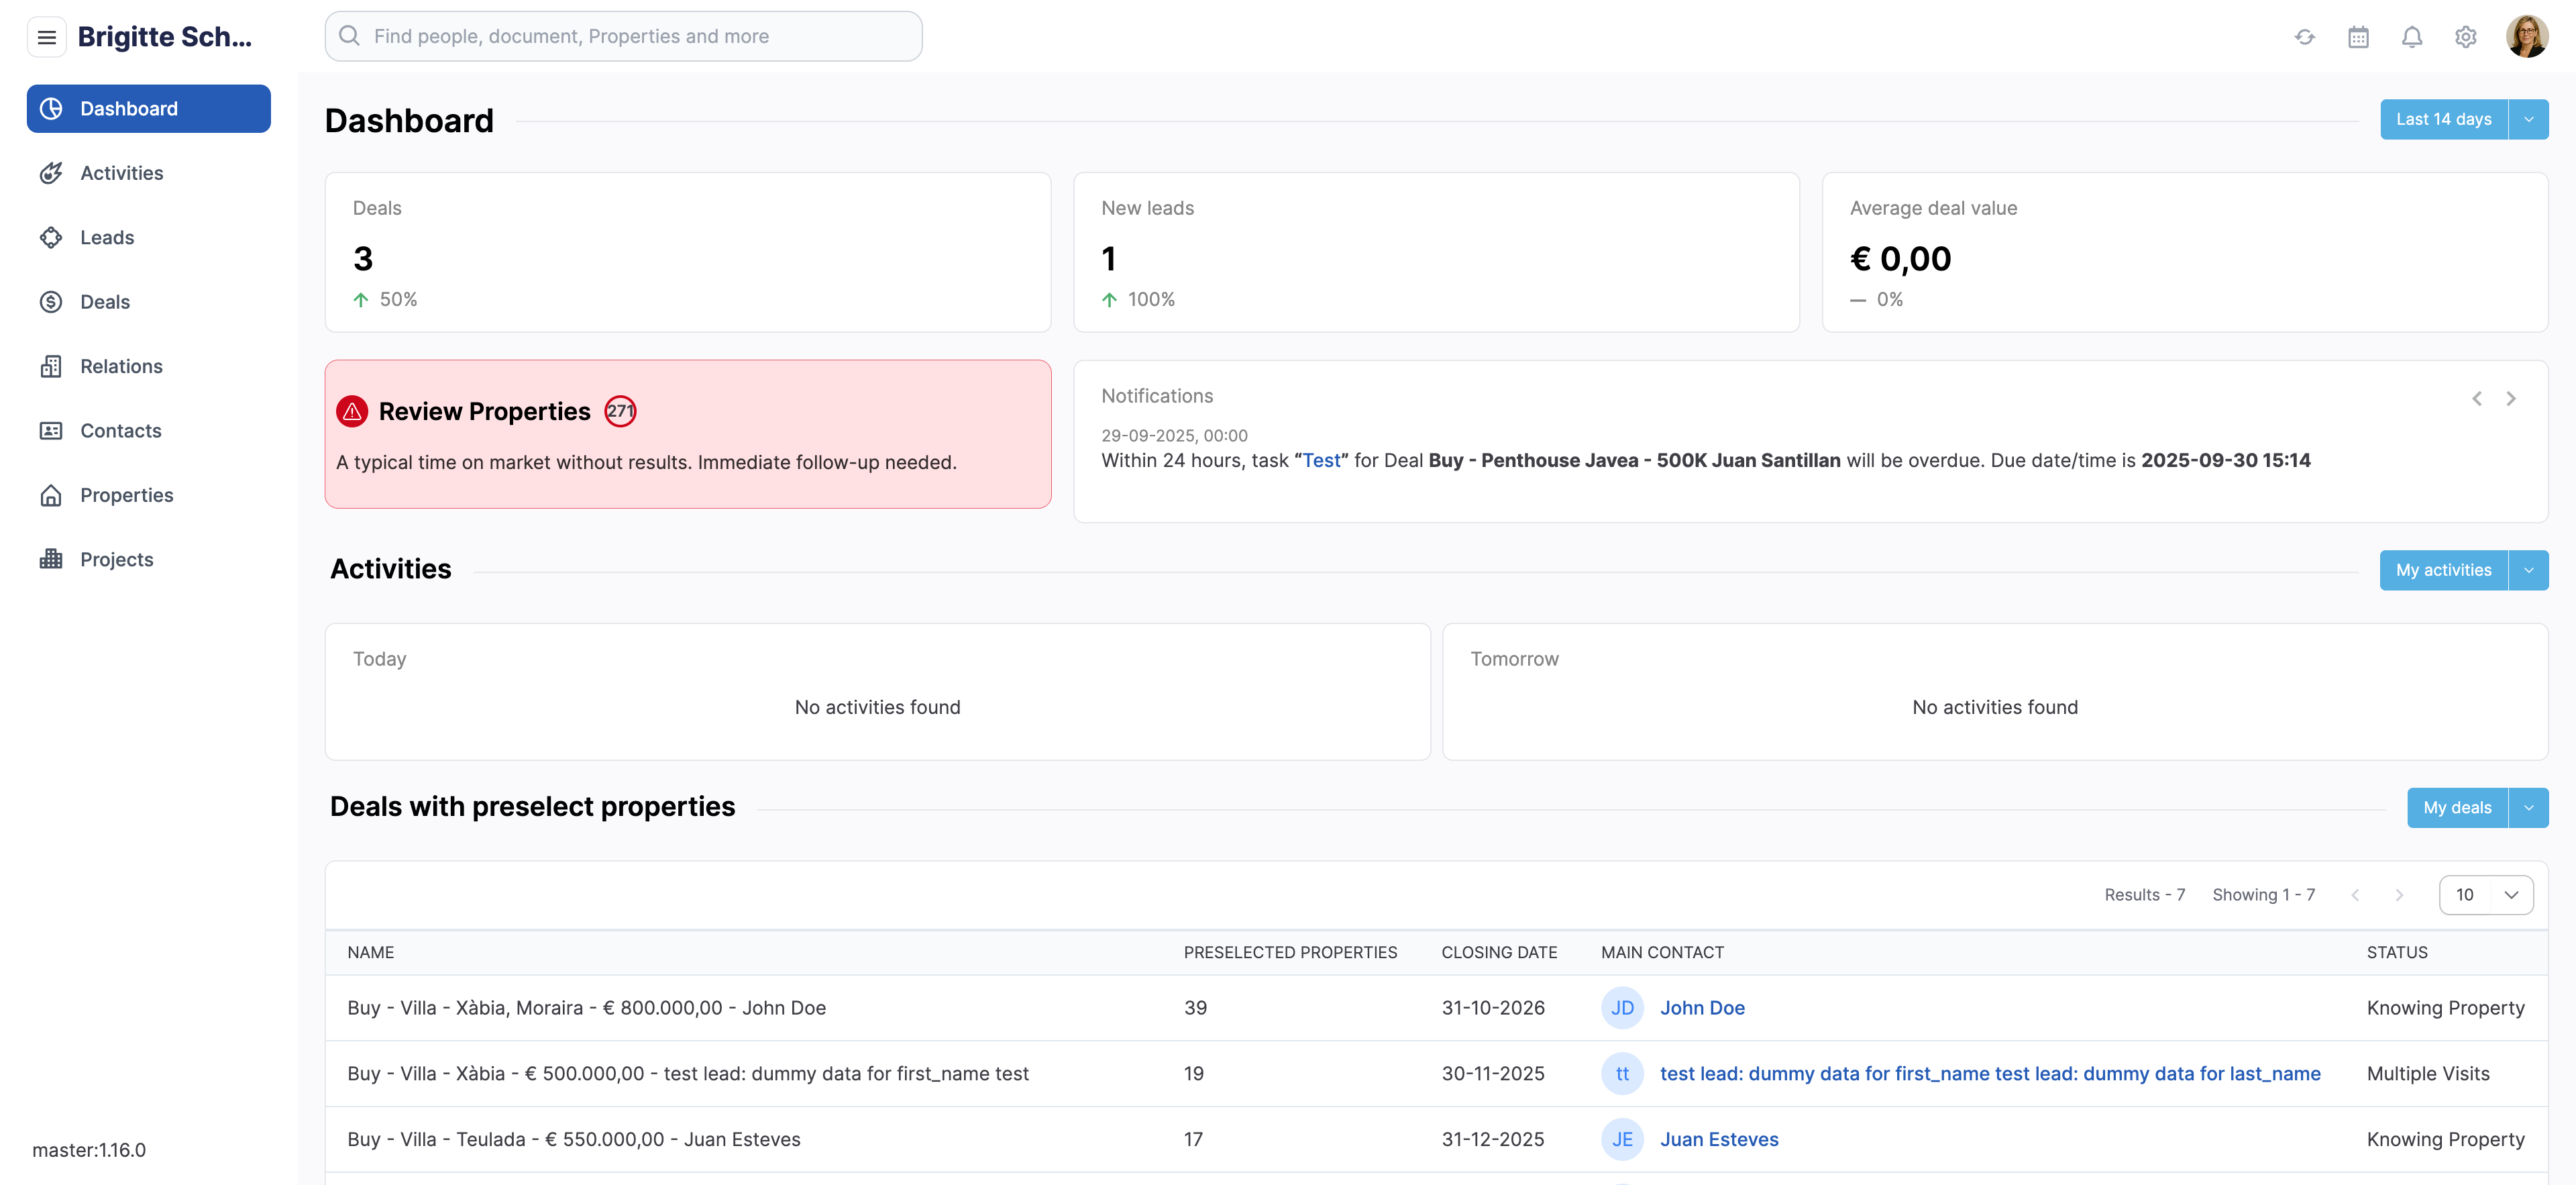 Brigitte Sch...
Find people, document, Properties and more
Dashboard
Activities
Leads
Deals
Relations
Contacts
Properties
Projects
master:1.16.0
Dashboard
Last 14 days
Deals
3
50%
New leads
1
100%
Average deal value
€ 0,00
0%
Review Properties 271
A typical time on market without results. Immediate follow-up needed.
Notifications
29-09-2025, 00:00
Within 24 hours, task “Test” for Deal Buy - Penthouse Javea - 500K Juan Santillan will be overdue. Due date/time is 2025-09-30 15:14
Activities
My activities
Today
No activities found
Tomorrow
No activities found
Deals with preselect properties
My deals
Results - 7 Showing 1 - 7 10
NAME PRESELECTED PROPERTIES CLOSING DATE MAIN CONTACT STATUS
Buy - Villa - Xàbia, Moraira - € 800.000,00 - John Doe 39 31-10-2026 JD John Doe Knowing Property
Buy - Villa - Xàbia - € 500.000,00 - test lead: dummy data for first_name test 19 30-11-2025 tt test lead: dummy data for first_name test lead: dummy data for last_name Multiple Visits
Buy - Villa - Teulada - € 550.000,00 - Juan Esteves 17 31-12-2025 JE Juan Esteves Knowing Property